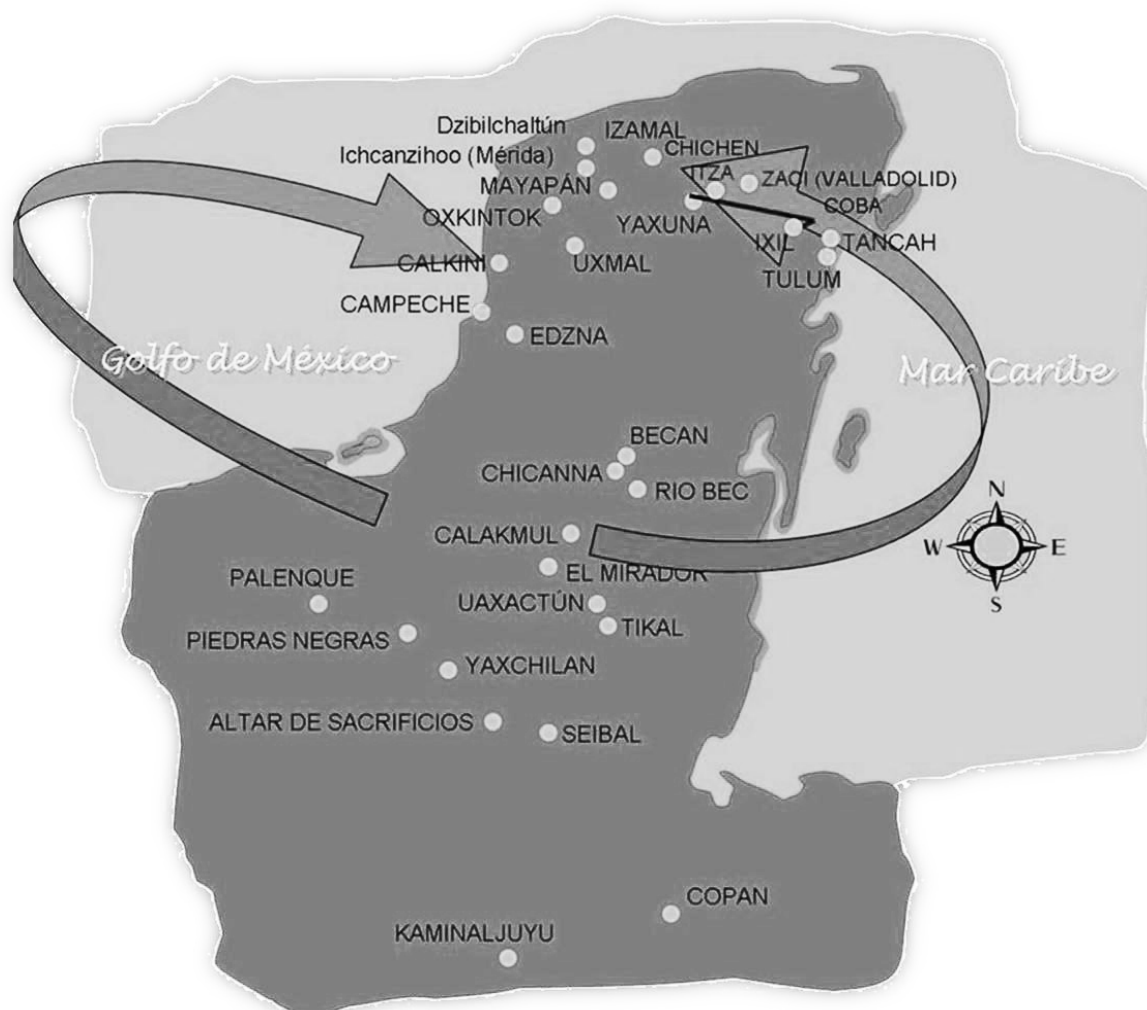 Dzibilchaltún
IZAMAL
Ichcanzihoo (Mérida)
CHICHEN
ITZA
MAYAPÁN
ZACI (VALLADOLID)
OXKINTOK
YAXUNA
COBA
IXIL
TANCAH
CALKINI
UXMAL
TULUM
CAMPECHE
EDZNA
Golfo de México
Mar Caribe
BECAN
CHICANNA
RIO BEC
N
CALAKMUL
W
E
EL MIRADOR
PALENQUE
UAXACTÚN
S
TIKAL
PIEDRAS NEGRAS
YAXCHILAN
ALTAR DE SACRIFICIOS
SEIBAL
COPAN
KAMINALJUYU